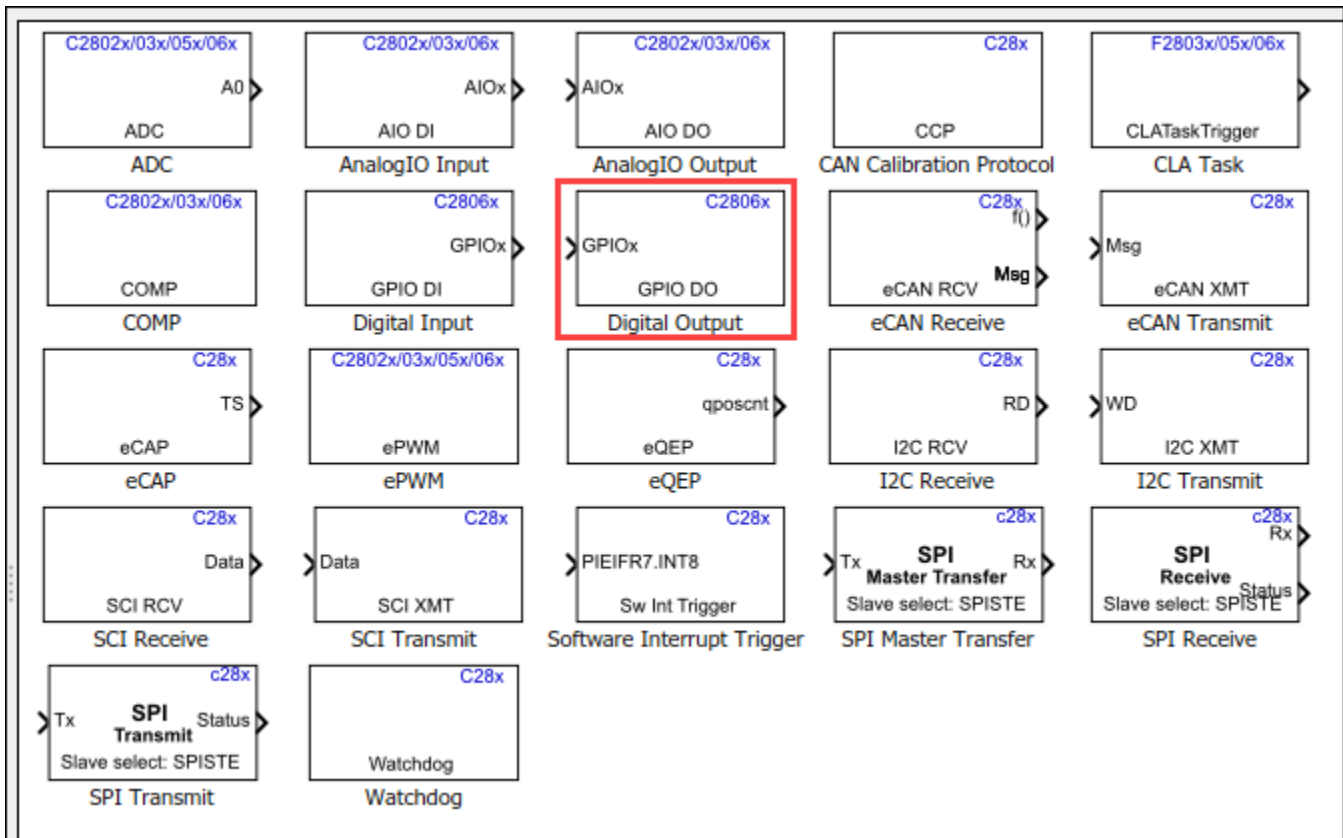 C2802x/03x/05x/06x
A0
ADC
ADC
C2802x/03x/06x
AIOx
AIO DI
AnalogIO Input
C2802x/03x/06x
AIOx
AIO DO
AnalogIO Output
C28x
CCP
CAN Calibration Protocol
F2803x/05x/06x
CLATaskTrigger
CLA Task
C2802x/03x/06x
COMP
COMP
C2806x
GPIOx
GPIO DI
Digital Input
C2806x
GPIOx
GPIO DO
Digital Output
C28x
f()
Msg
eCAN RCV
eCAN Receive
C28x
Msg
eCAN XMT
eCAN Transmit
C28x
TS
eCAP
eCAP
C2802x/03x/05x/06x
ePWM
ePWM
C28x
qposcnt
eQEP
eQEP
C28x
RD
I2C RCV
I2C Receive
C28x
WD
I2C XMT
I2C Transmit
C28x
Data
SCI RCV
SCI Receive
C28x
Data
SCI XMT
SCI Transmit
C28x
PIEIFR7.INT8
Sw Int Trigger
Software Interrupt Trigger
c28x
Tx SPI Rx
Master Transfer
Slave select: SPISTE
SPI Master Transfer
c28x
Rx
SPI
Receive
Status
Slave select: SPISTE
SPI Receive
c28x
Tx SPI Status
Transmit
Slave select: SPISTE
SPI Transmit
C28x
Watchdog
Watchdog